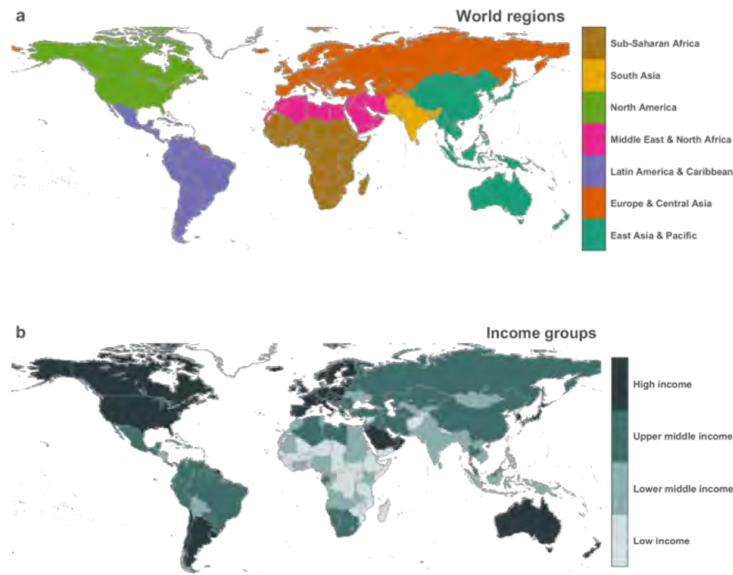 a
World regions
Sub-Saharan Africa
South Asia
North America
Middle East & North Africa
Latin America & Caribbean
Europe & Central Asia
East Asia & Pacific
b
Income groups
High income
Upper middle income
Lower middle income
Low income